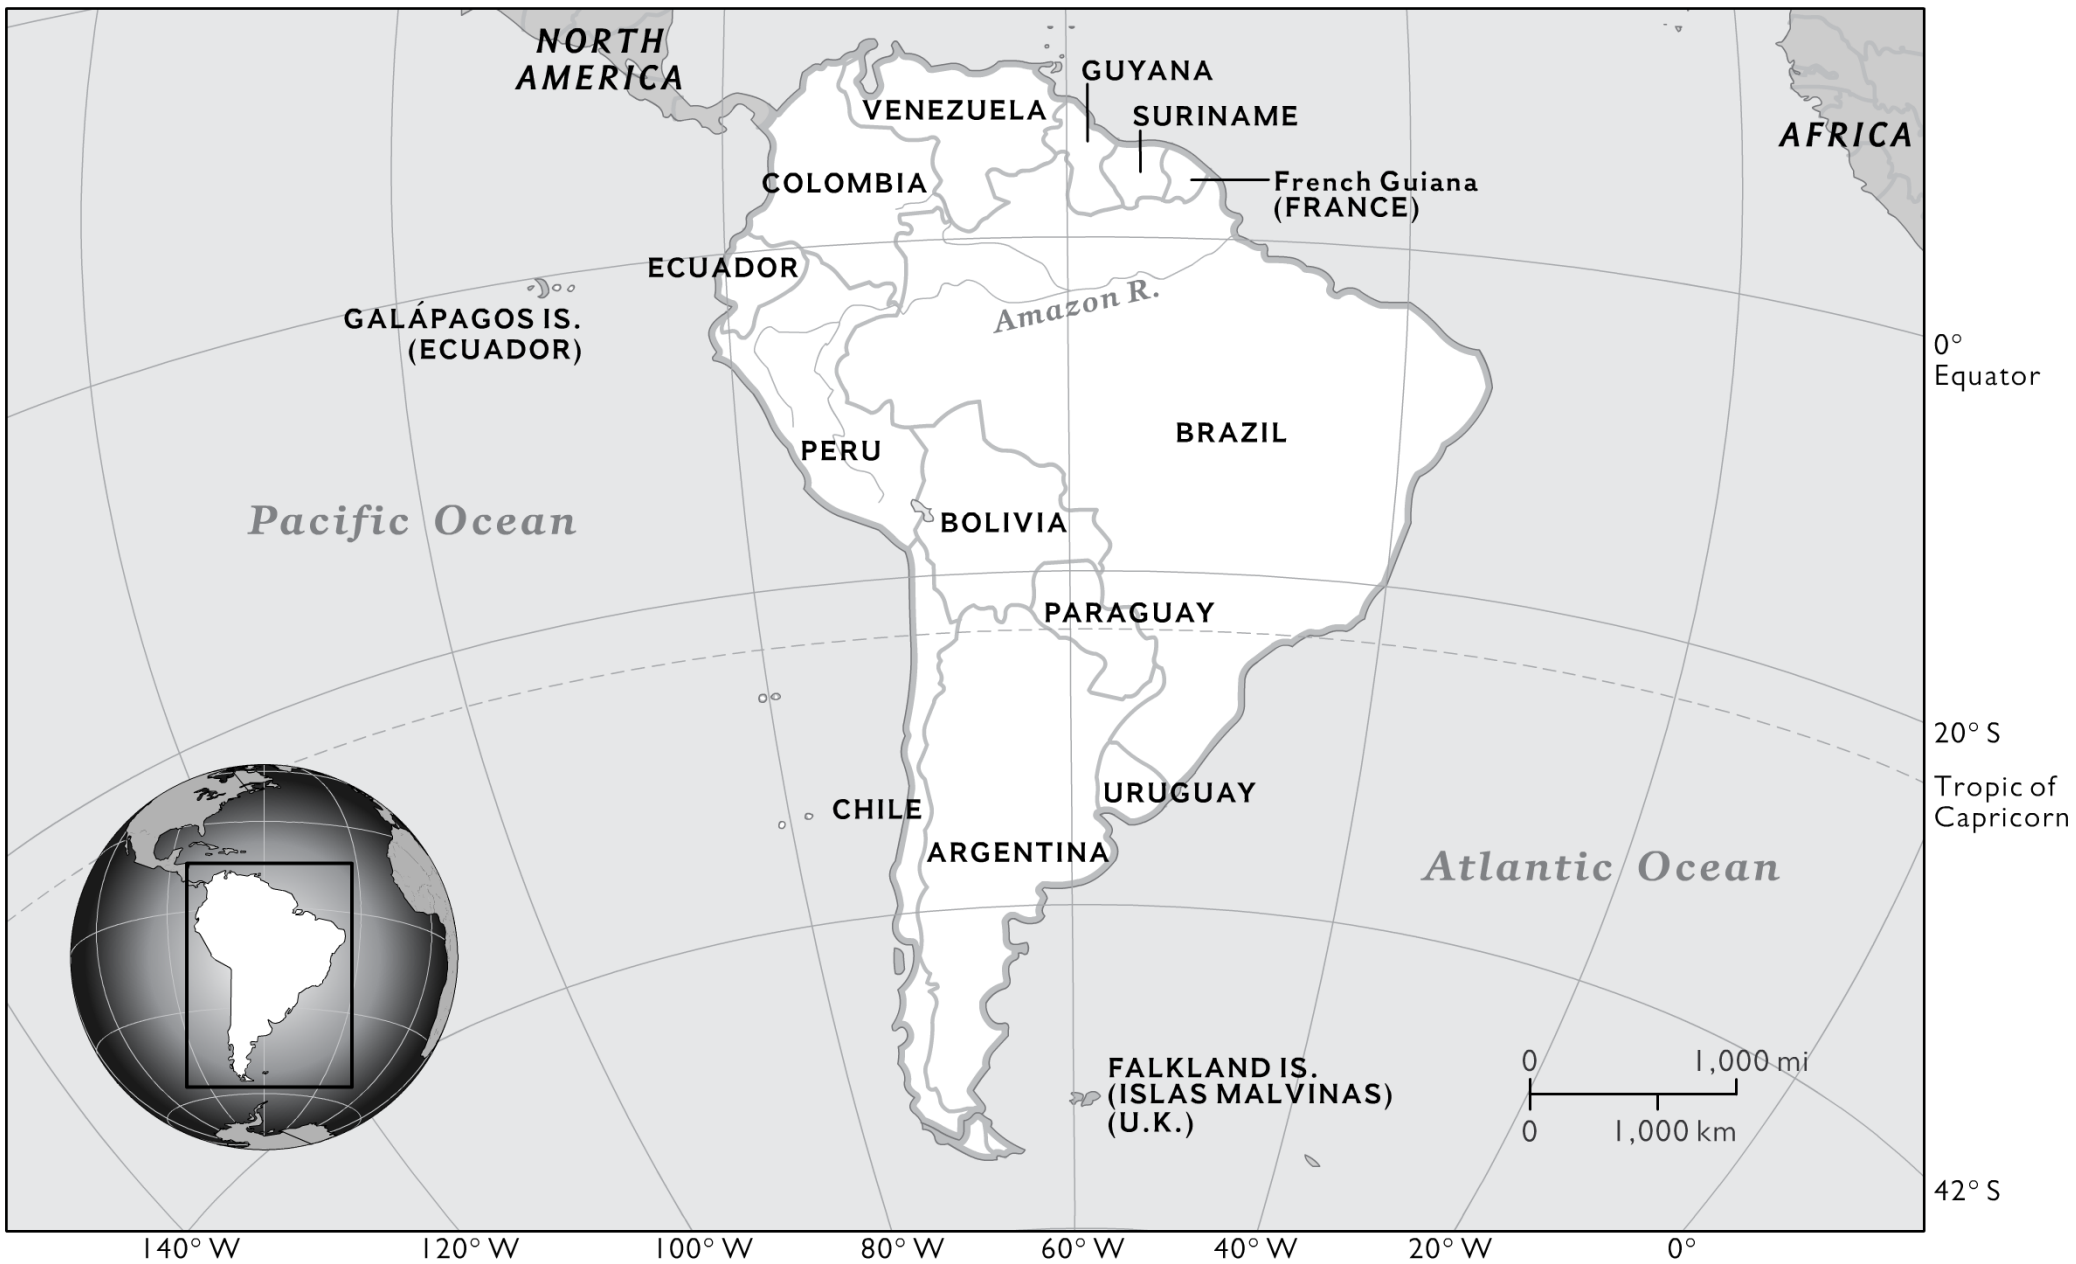 NORTH
AMERICA
GUYANA
SURINAME
VENEZUELA
AFRICA
COLOMBIA
French Guiana
(FRANCE)
ECUADOR
GALÁPAGOS IS.
(ECUADOR)
Amazon R.
0°
Equator
PERU
BRAZIL
Pacific Ocean
BOLIVIA
PARAGUAY
20° S
Tropic of
Capricorn
CHILE
URUGUAY
ARGENTINA
Atlantic Ocean
FALKLAND IS.
(ISLAS MALVINAS)
(U.K.)
0 1,000 mi
0 1,000 km
42° S
140° W 120° W 100° W 80° W 60° W 40° W 20° W 0°